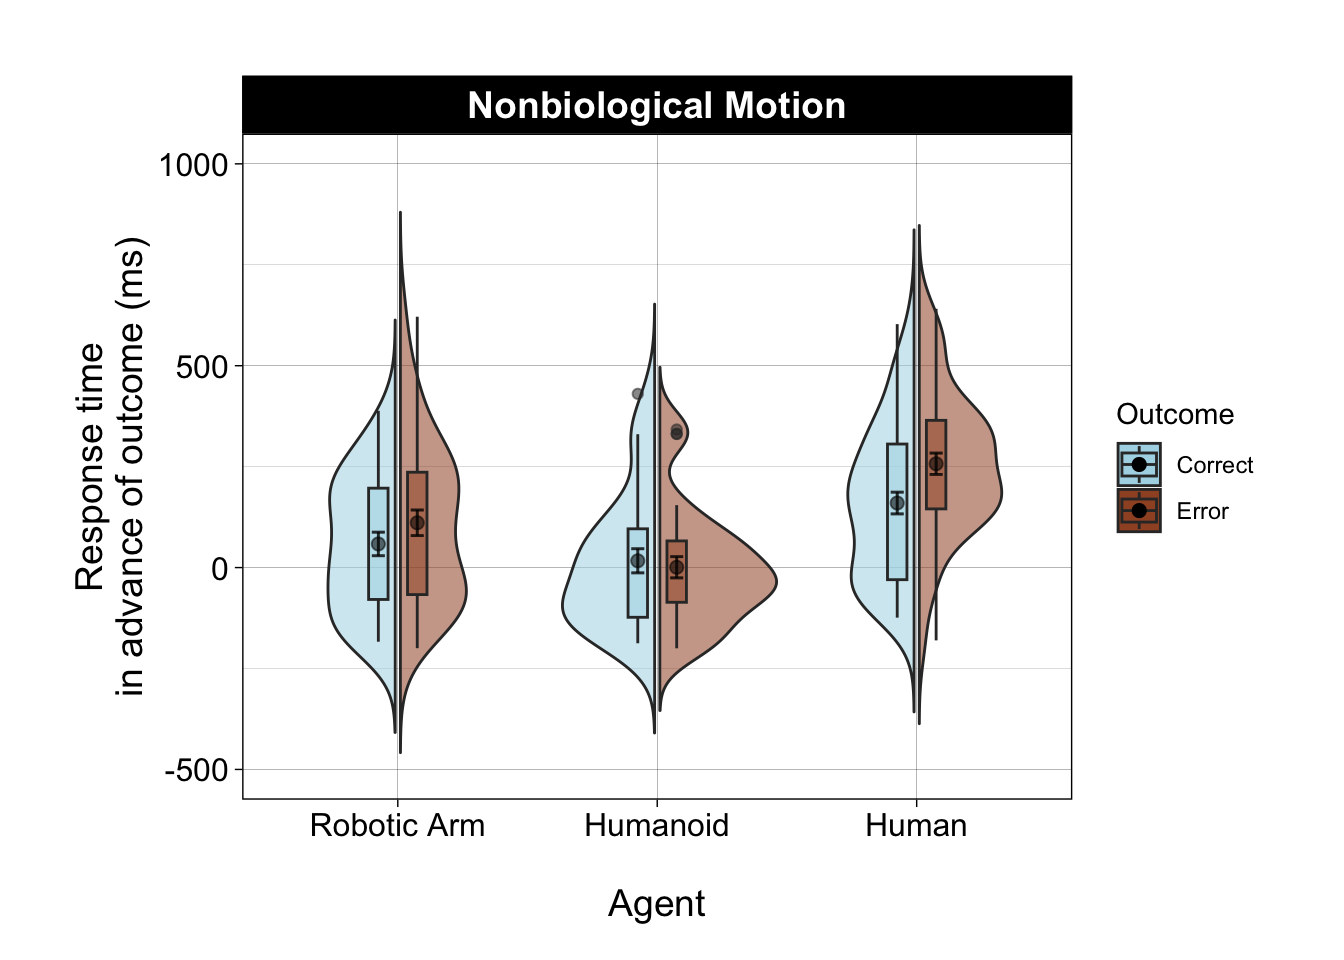 Nonbiological Motion
Response time
in advance of outcome (ms)
1000
500
0
-500
Robotic Arm
Humanoid
Human
Agent
Outcome
Correct
Error